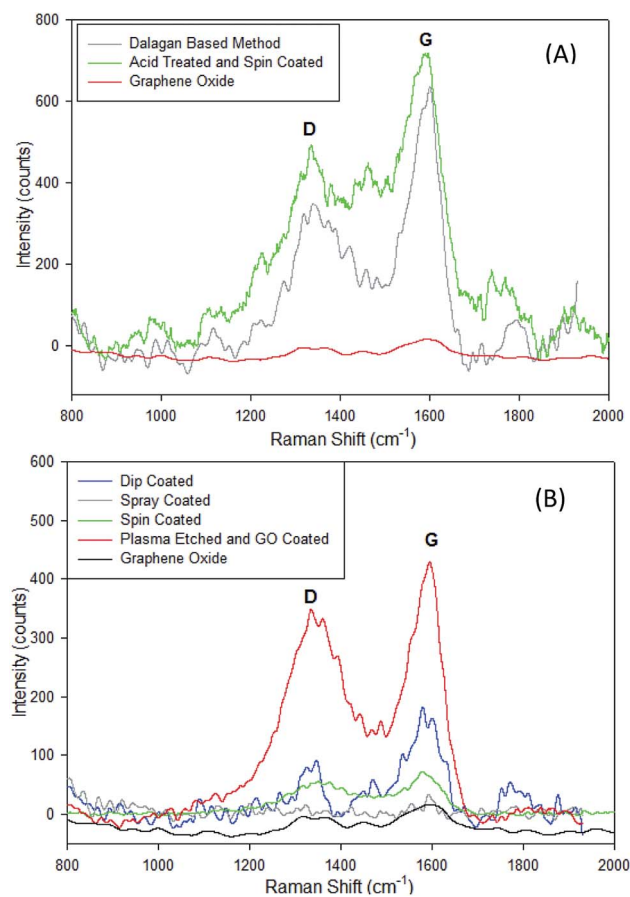 800
(A)
Dalagan Based Method
Acid Treated and Spin Coated
Graphene Oxide
G
600
D
Intensity (counts)
400
200
0
800 1000 1200 1400 1600 1800 2000
Raman Shift (cm-1)
600
(B)
Dip Coated
Spray Coated
Spin Coated
Plasma Etched and GO Coated
Graphene Oxide
500
G
400
D
Intensity (counts)
300
200
100
0
800 1000 1200 1400 1600 1800 2000
Raman Shift (cm-1)